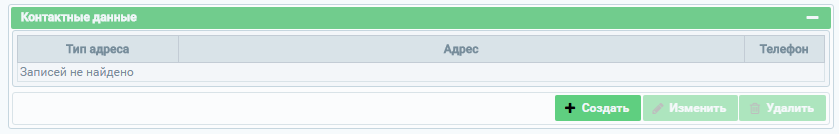 Контактные данные
Тип адреса Адрес Телефон
Записей не найдено
Создать Изменить Удалить